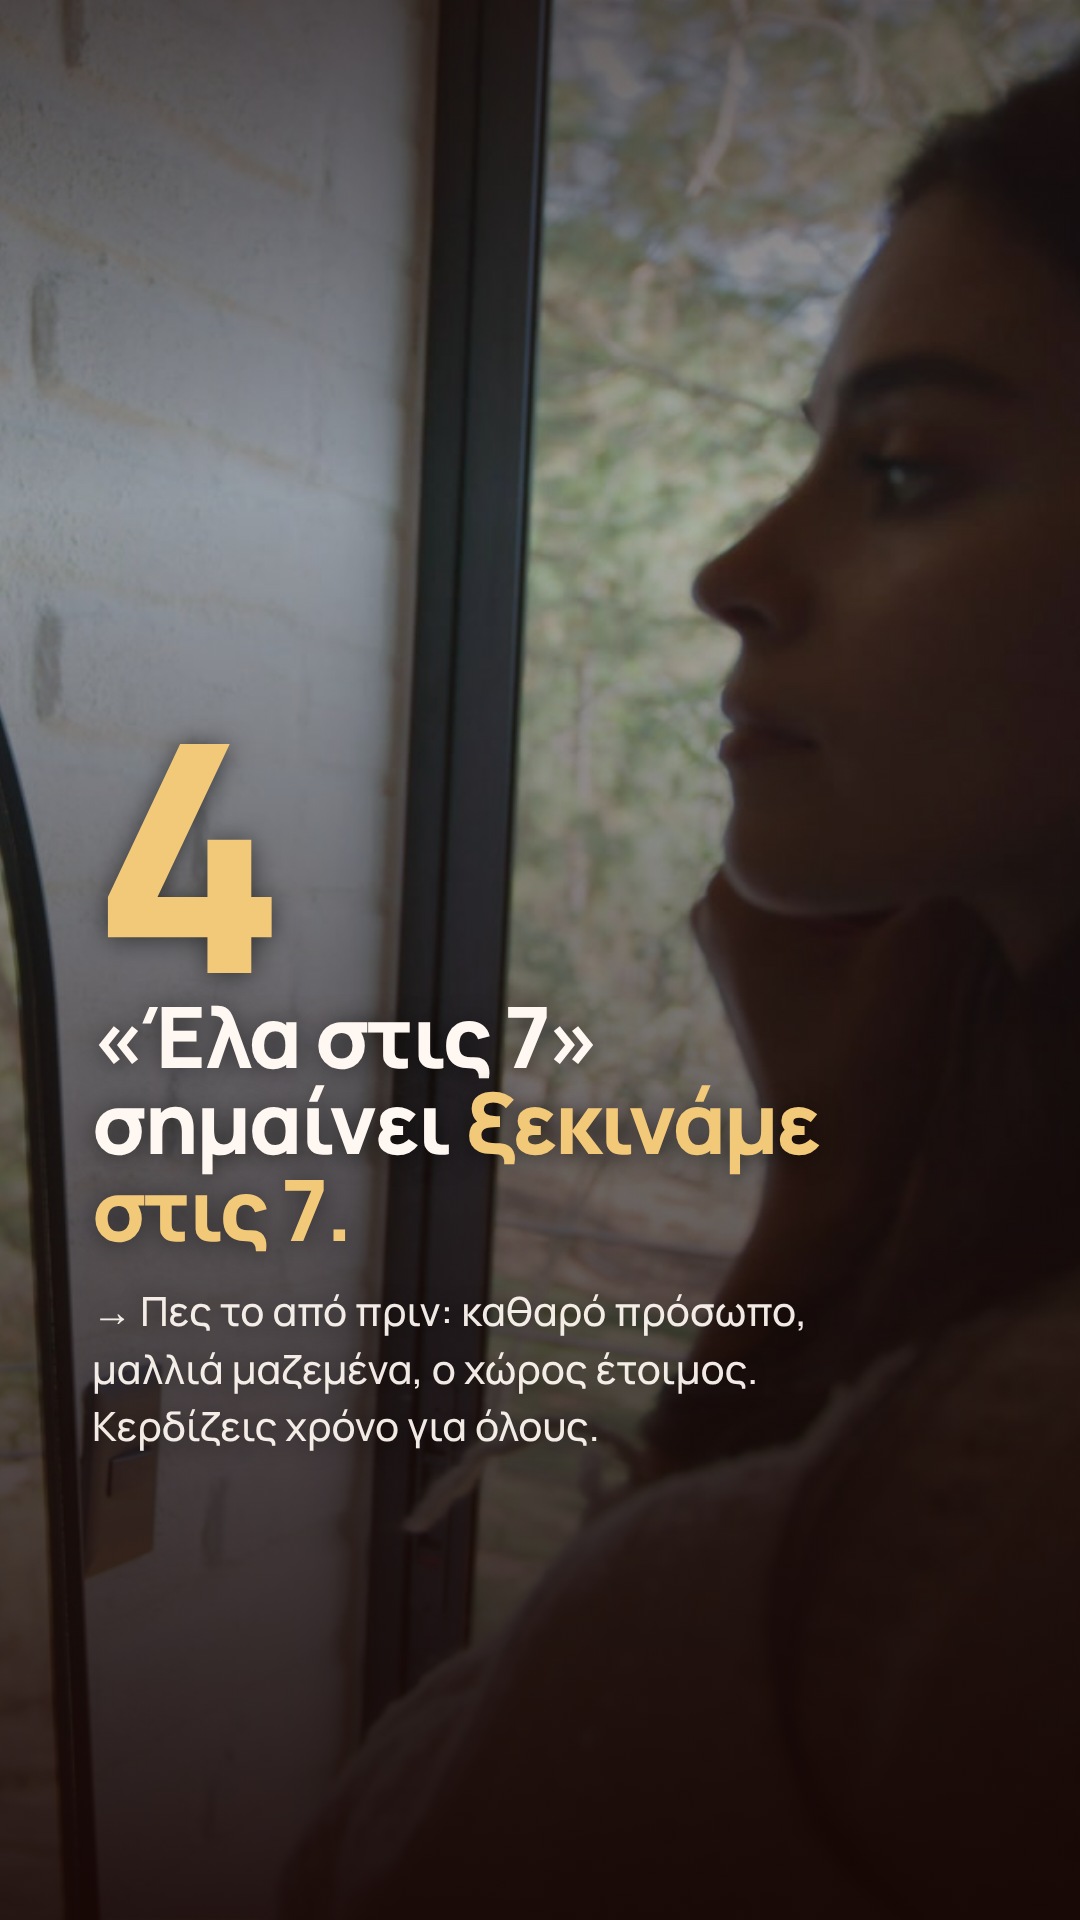 4
«Έλα στις 7»
σημαίνει ξεκινάμε
στις 7.
→ Πες το από πριν: καθαρό πρόσωπο,
μαλλιά μαζεμένα, ο χώρος έτοιμος.
Κερδίζεις χρόνο για όλους.